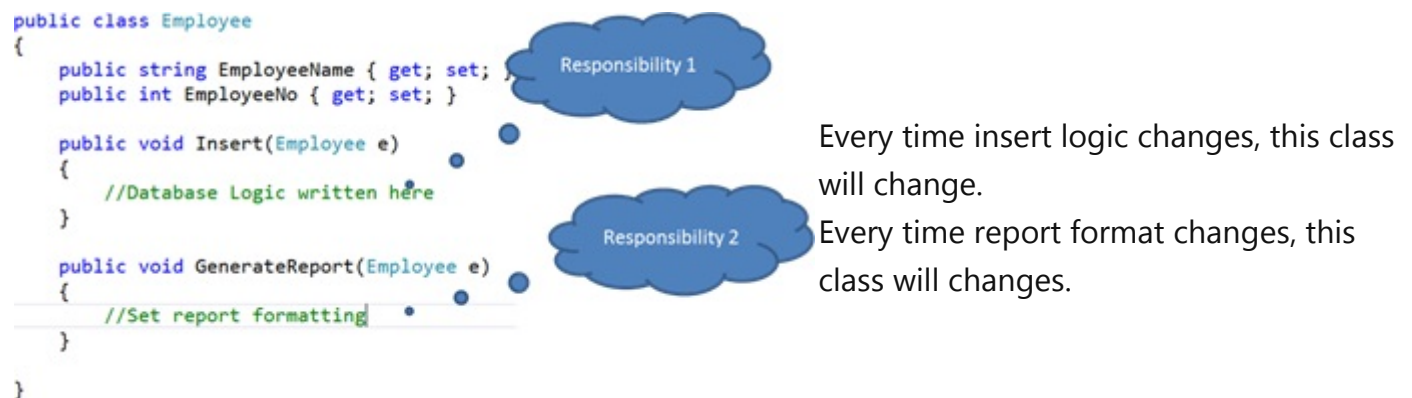 public class Employee
{
public string EmployeeName { get; set; }
public int EmployeeNo { get; set; }
public void Insert(Employee e)
{
//Database Logic written here
}
public void GenerateReport(Employee e)
{
//Set report formatting
}
}
Responsibility 1
Responsibility 2
Every time insert logic changes, this class
will change.
Every time report format changes, this
class will changes.